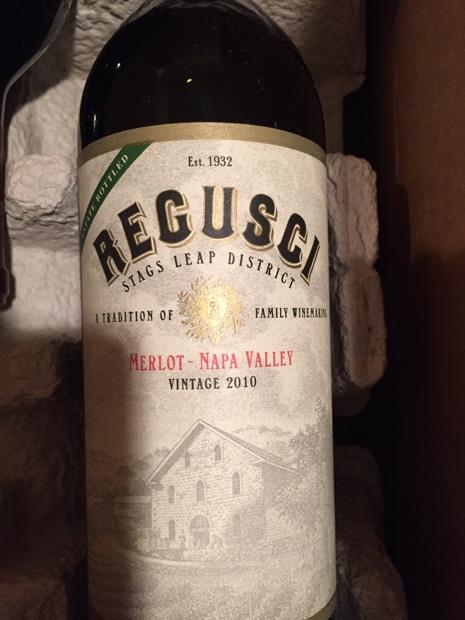 Est. 1932
ESTATE BOTTLED
REGUSCI
STAGS LEAP DISTRICT
A TRADITION OF FAMILY WINEMAKING
R
MERLOT - NAPA VALLEY
VINTAGE 2010